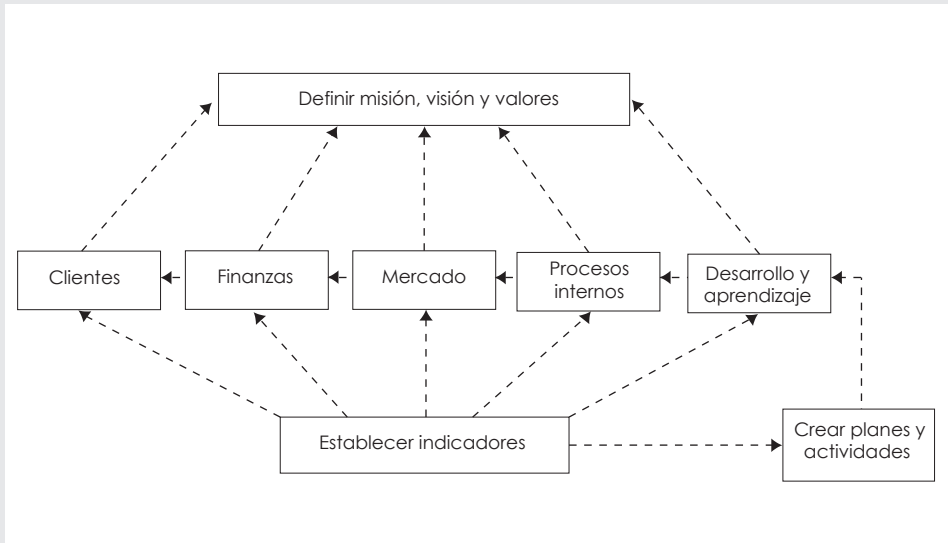 Definir misión, visión y valores
Clientes
Finanzas
Mercado
Procesos
internos
Desarrollo y
aprendizaje
Establecer indicadores
Crear planes y
actividades